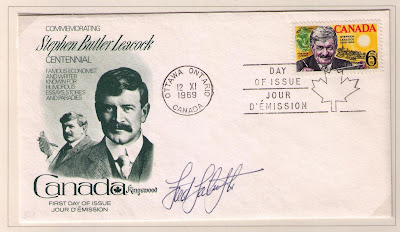 COMMEMORATING
Stephen Butler Leacock
CENTENNIAL
FAMOUS ECONOMIST
AND WRITER
KNOWN FOR
HUMOROUS
ESSAYS, STORIES
AND PARODIES
Canada
Kingswood
FIRST DAY OF ISSUE
JOUR D'ÉMISSION
OTTAWA ONTARIO
12 XI
1969
CANADA
DAY
OF ISSUE
JOUR
D'ÉMISSION
CANADA
STEPHEN
LEACOCK
6